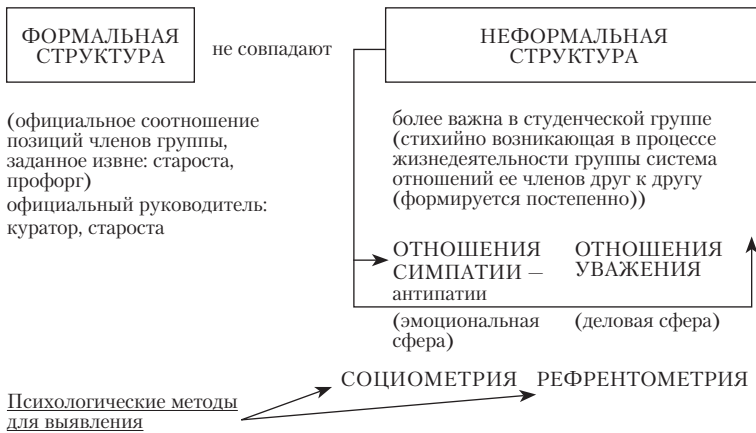 ФОРМАЛЬНАЯ
СТРУКТУРА
не совпадают
НЕФОРМАЛЬНАЯ
СТРУКТУРА
(официальное соотношение
позиций членов группы,
заданное извне: староста,
профорг)
официальный руководитель:
куратор, староста
более важна в студенческой группе
(стихийно возникающая в процессе
жизнедеятельности группы система
отношений ее членов друг к другу
(формируется постепенно))
ОТНОШЕНИЯ
СИМПАТИИ –
антипатии
(эмоциональная
сфера)
ОТНОШЕНИЯ
УВАЖЕНИЯ
(деловая сфера)
СОЦИОМЕТРИЯ
РЕФРЕНТОМЕТРИЯ
Психологические методы
для выявления